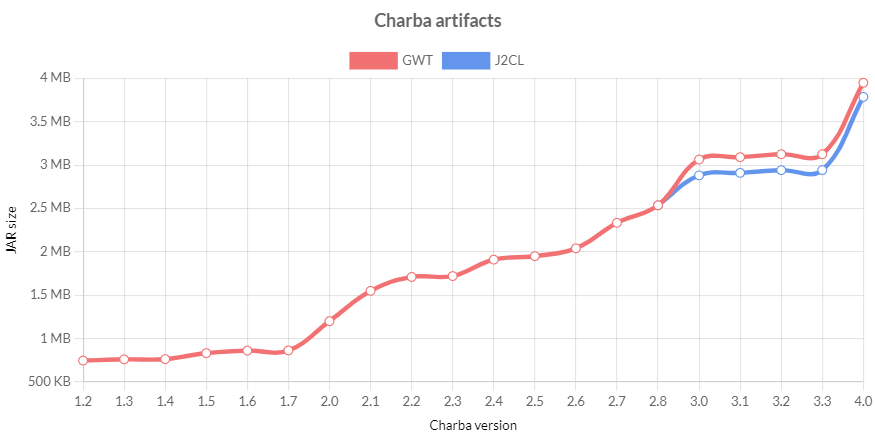 Charba artifacts
GWT J2CL
4 MB
3.5 MB
3 MB
2.5 MB
2 MB
1.5 MB
1 MB
500 KB
JAR size
1.2 1.3 1.4 1.5 1.6 1.7 2.0 2.1 2.2 2.3 2.4 2.5 2.6 2.7 2.8 3.0 3.1 3.2 3.3 4.0
Charba version